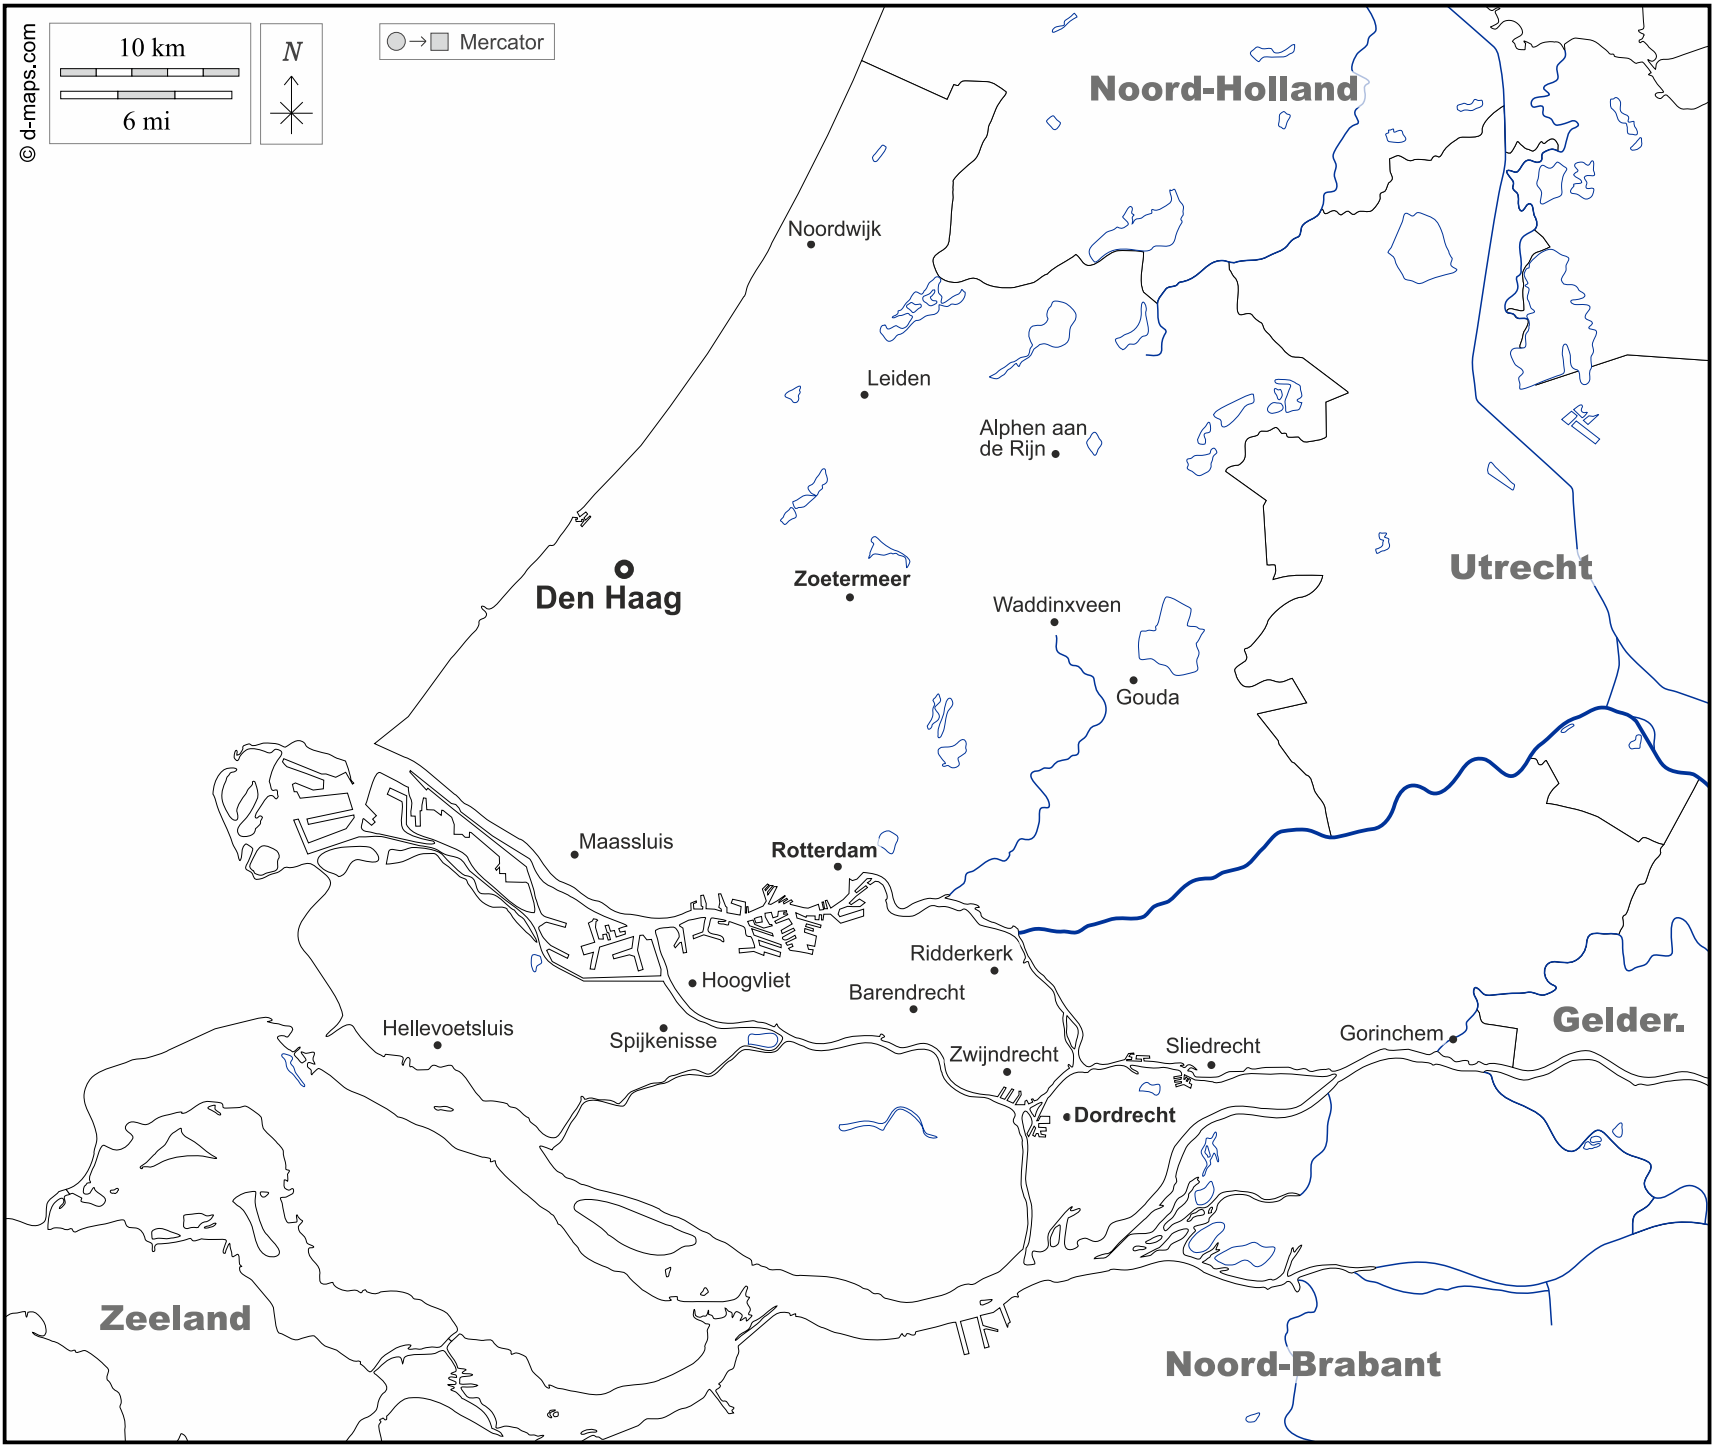 © d-maps.com
10 km
6 mi
N
Mercator
Noord-Holland
Noordwijk
Leiden
Alphen aan
de Rijn
Den Haag
Zoetermeer
Waddinxveen
Utrecht
Gouda
Maassluis
Rotterdam
Ridderkerk
Hoogvliet
Barendrecht
Hellevoetsluis
Spijkenisse
Zwijndrecht
Sliedrecht
Gorinchem
Gelder.
Dordrecht
Zeeland
Noord-Brabant